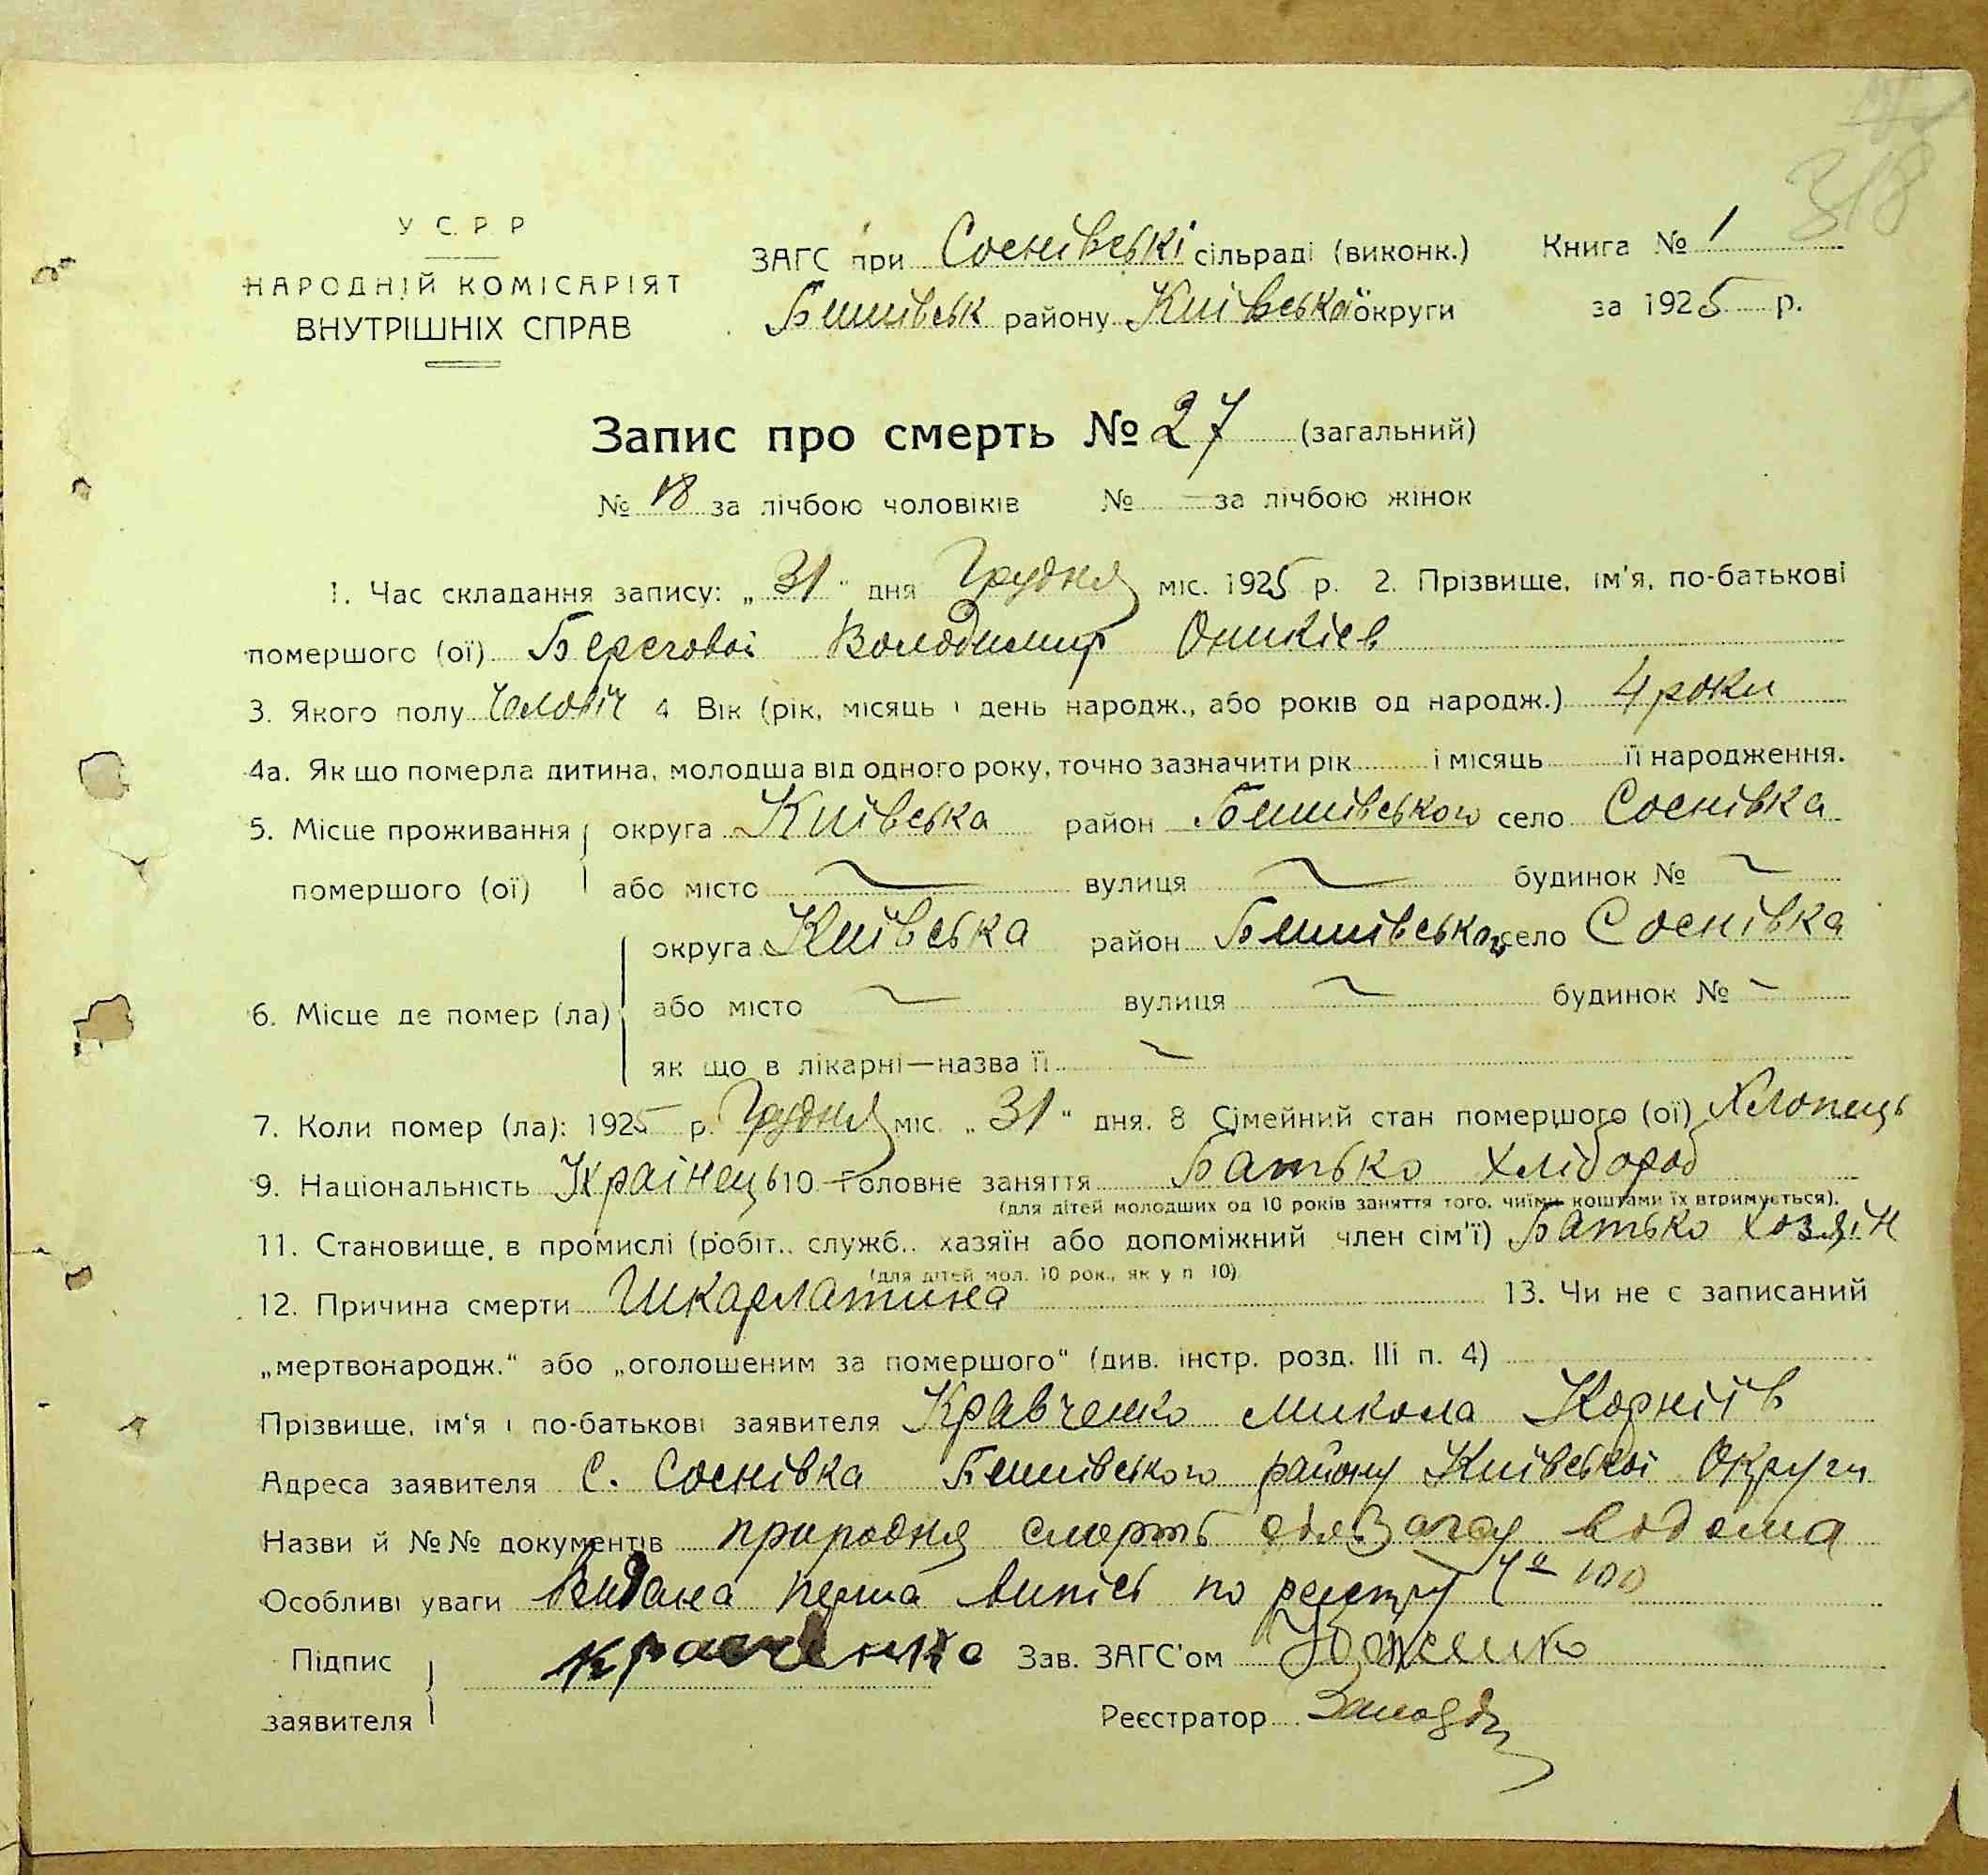 318
У С. Р Р
НАРОДНІЙ КОМІСАРІЯТ
ВНУТРІШНІХ СПРАВ
ЗАГС при Соснівські сільраді (виконк.) Книга № 1
району Київської округи за 1925 р.
Запис про смерть № 27 (загальний)
№ 18 за лічбою чоловіків № — за лічбою жінок
1. Час складання запису: „31" дня Грудня міс. 1925 р. 2. Прізвище, ім'я, по-батькові
помершого (ої) Береговой Володимир Оникієв
3. Якого полу Чоловіч 4 Вік (рік, місяць і день народж., або років од народж.) 4 роки
4а. Як що померла дитина, молодша від одного року, точно зазначити рік і місяць її народження.
5. Місце проживання округа Київська район село Соснівка
помершого (ої) або місто вулиця будинок №
округа Київська район село Соснівка
6. Місце де помер (ла) або місто вулиця будинок №
як що в лікарні—назва її
7. Коли помер (ла): 1925 р. Грудня міс. „31" дня. 8 Сімейний стан помершого (ої) Хлопець
9. Національність Українець 10 Головне заняття Батько хлібороб
(для дітей молодших од 10 років заняття того, чиїми коштами їх втримується).
11. Становище, в промислі (робіт.. служб.. хазяїн або допоміжний член сім'ї) Батько хозяїн
(для дітей мол. 10 рок., як у п 10)
12. Причина смерти Шкарлатина 13. Чи не є записаний
„мертвонародж." або „оголошеним за помершого" (див. інстр. розд. III п. 4)
Прізвище, ім'я і по-батькові заявителя Кравченко Микола Корніїв
Адреса заявителя С. Соснівка району Київської Округи
Назви й №№ документів природня смерть відома
Особливі уваги Видана перша випись по реєстру 100
Підпис Кравченко Зав. ЗАГС'ом
заявителя Реєстратор